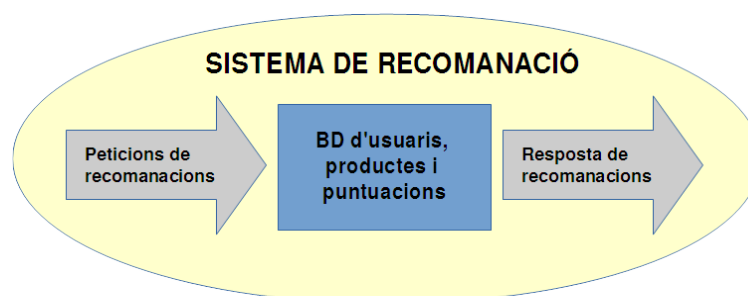 SISTEMA DE RECOMANACIÓ
Peticions de
recomanacions
BD d'usuaris,
productes i
puntuacions
Resposta de
recomanacions